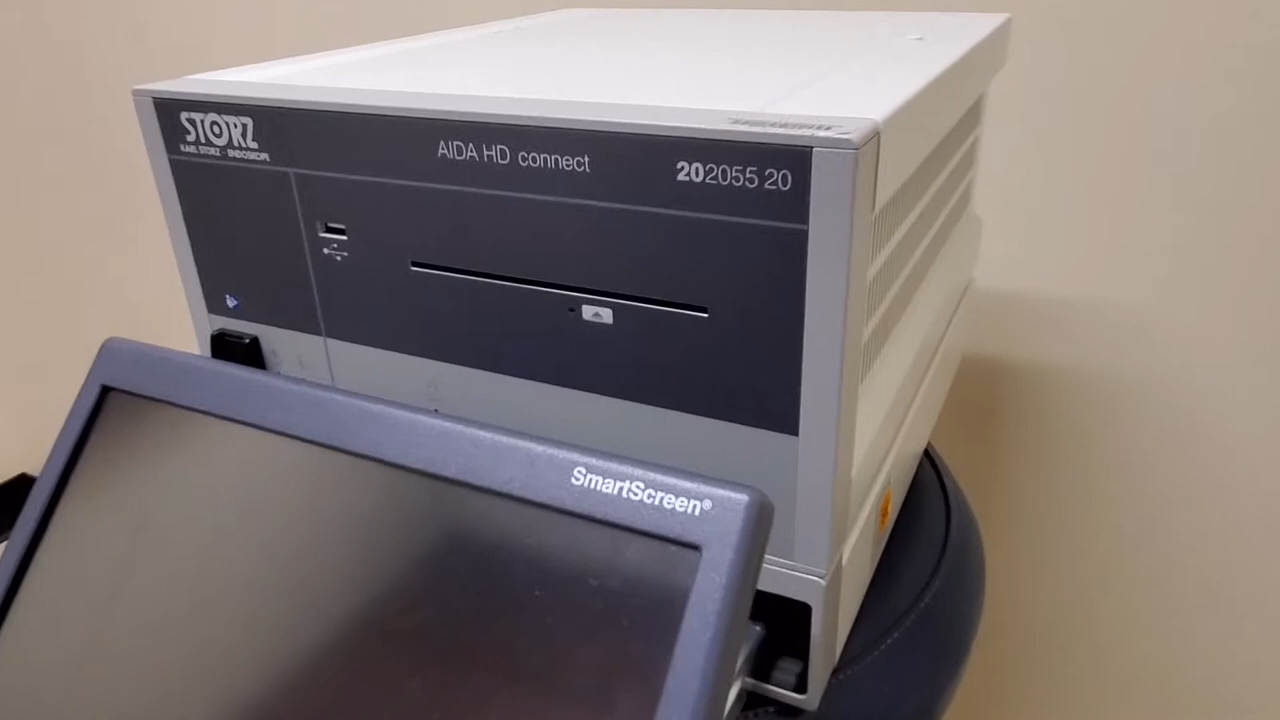 STORZ
KARL STORZ - ENDOSKOPE
AIDA HD connect
202055 20
SmartScreen®